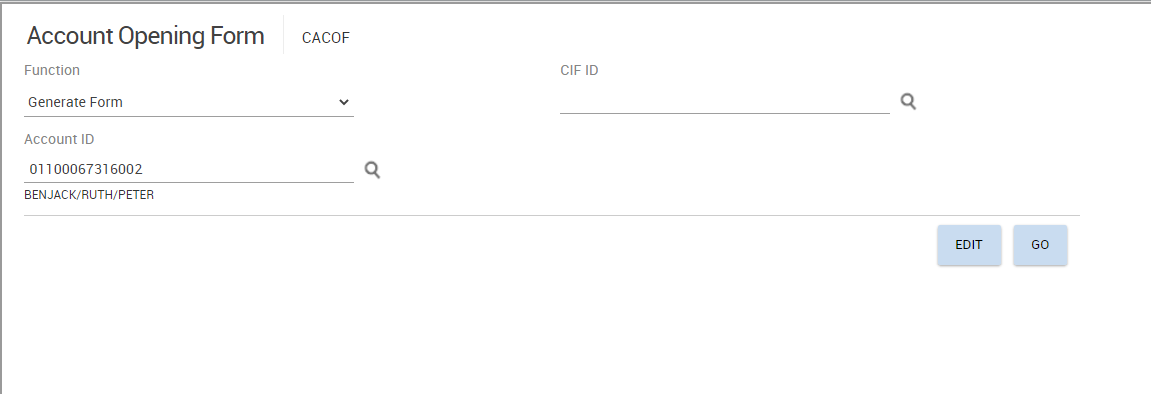 Account Opening Form CACOF
Function CIF ID
Generate Form
Account ID
01100067316002
BENJACK/RUTH/PETER
EDIT GO